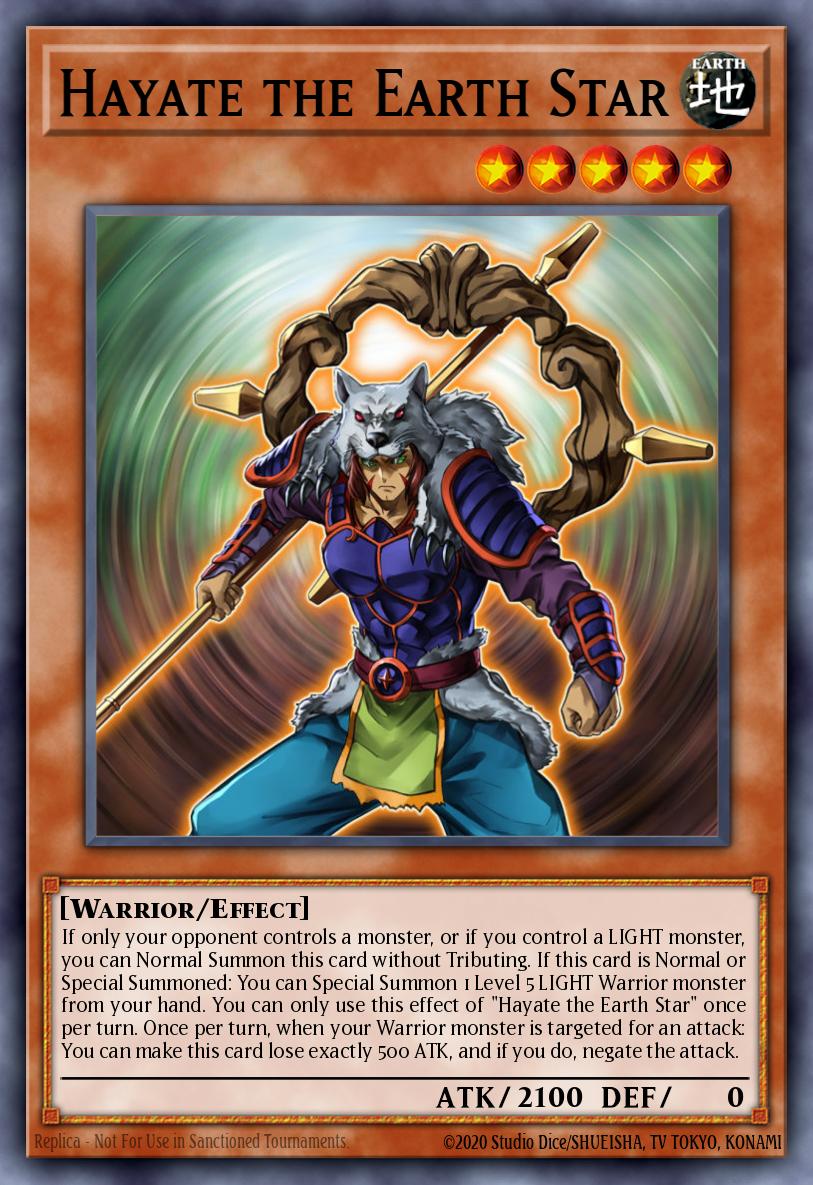 Hayate the Earth Star
EARTH
地
[Warrior/Effect]
If only your opponent controls a monster, or if you control a LIGHT monster,
you can Normal Summon this card without Tributing. If this card is Normal or
Special Summoned: You can Special Summon 1 Level 5 LIGHT Warrior monster
from your hand. You can only use this effect of "Hayate the Earth Star" once
per turn. Once per turn, when your Warrior monster is targeted for an attack:
You can make this card lose exactly 500 ATK, and if you do, negate the attack.
ATK/ 2100 DEF/ 0
Replica - Not For Use in Sanctioned Tournaments.
©2020 Studio Dice/SHUEISHA, TV TOKYO, KONAMI